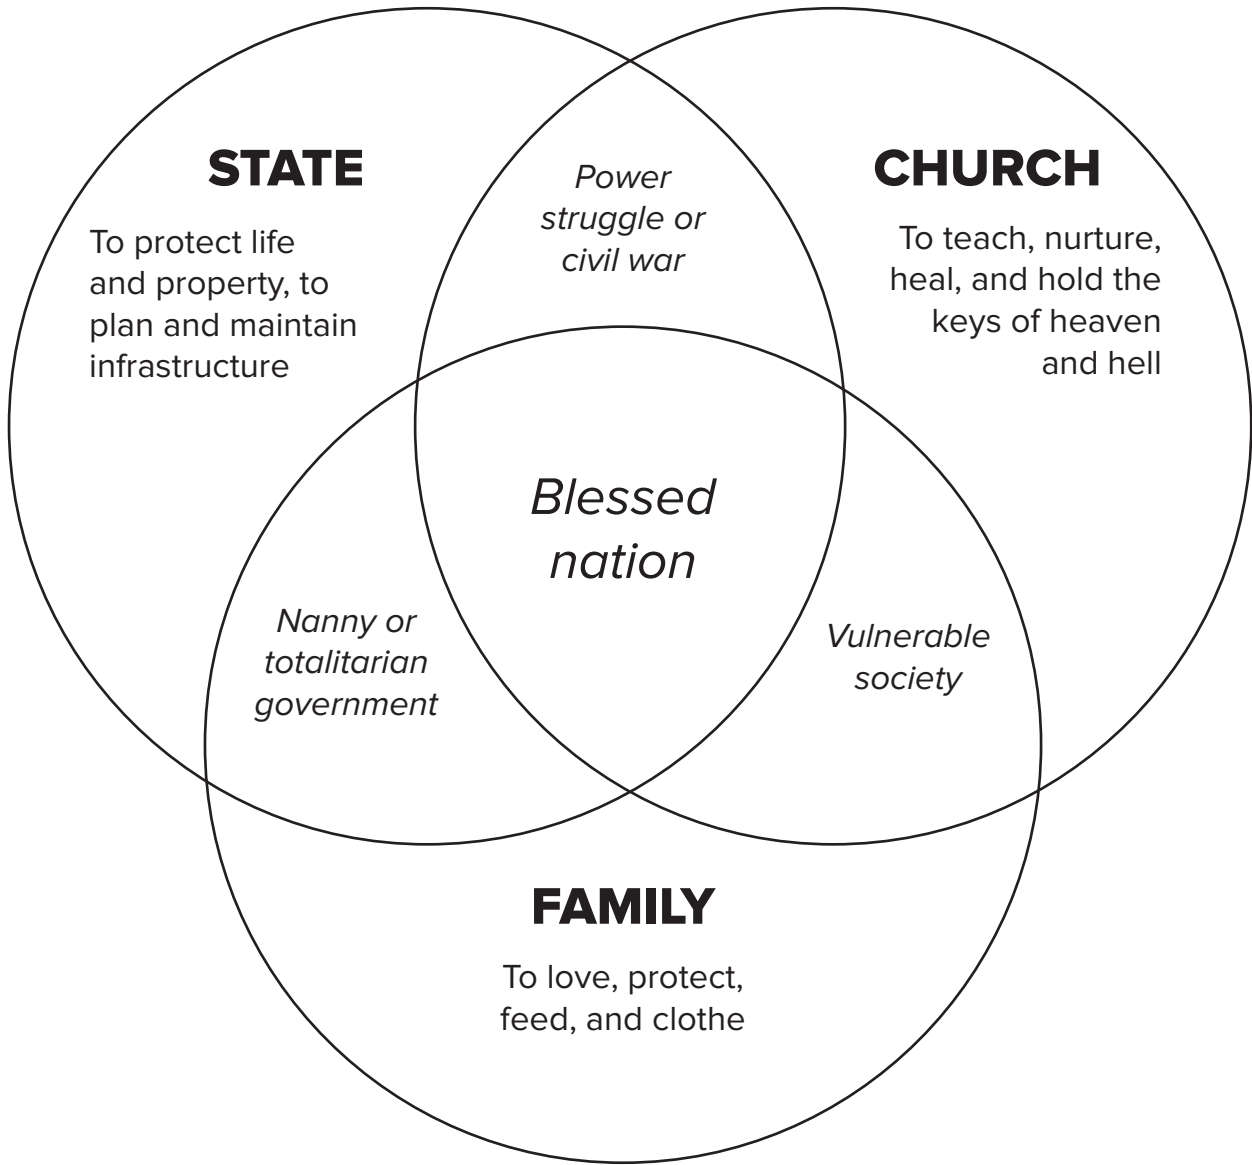 STATE
To protect life
and property, to
plan and maintain
infrastructure
Power
struggle or
civil war
CHURCH
To teach, nurture,
heal, and hold the
keys of heaven
and hell
Blessed
nation
Nanny or
totalitarian
government
Vulnerable
society
FAMILY
To love, protect,
feed, and clothe